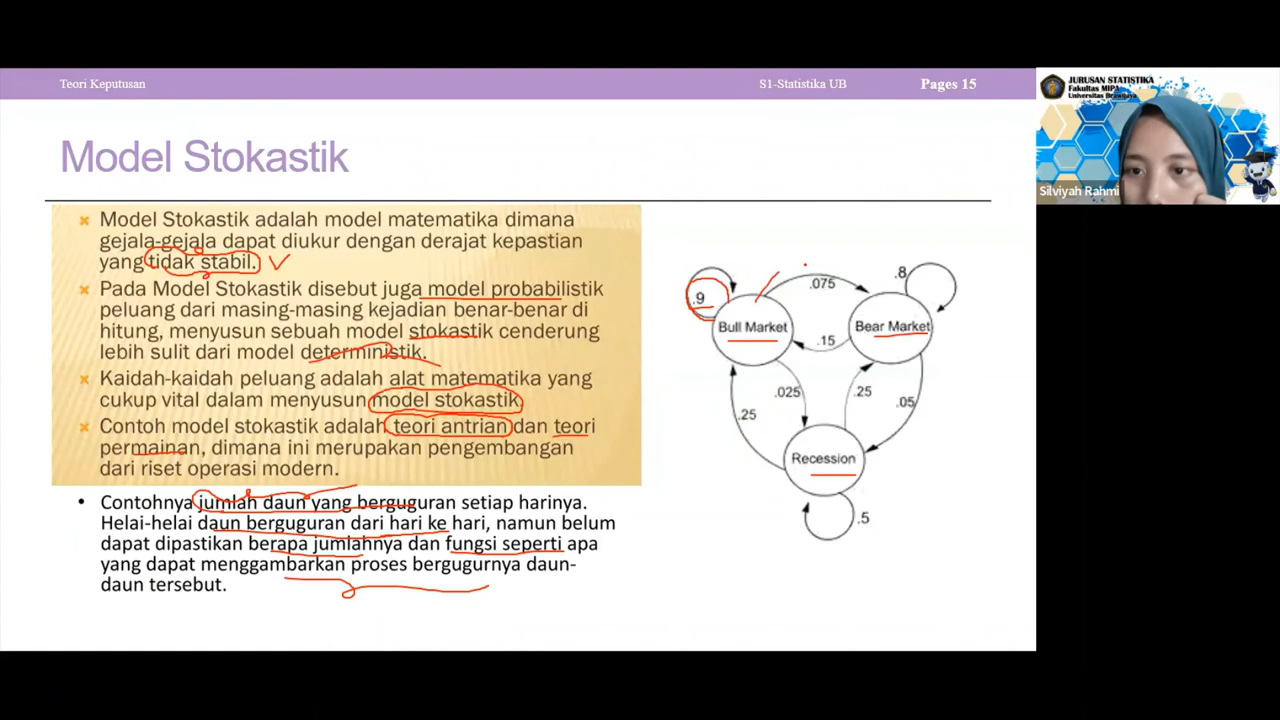 Teori Keputusan
S1-Statistika UB
Pages 15
JURUSAN STATISTIKA
Fakultas MIPA
Universitas Brawijaya
Silviyah Rahmi
Model Stokastik
Model Stokastik adalah model matematika dimana
gejala-gejala dapat diukur dengan derajat kepastian
yang tidak stabil.
Pada Model Stokastik disebut juga model probabilistik
peluang dari masing-masing kejadian benar-benar di
hitung, menyusun sebuah model stokastik cenderung
lebih sulit dari model deterministik.
Kaidah-kaidah peluang adalah alat matematika yang
cukup vital dalam menyusun model stokastik.
Contoh model stokastik adalah teori antrian dan teori
permainan, dimana ini merupakan pengembangan
dari riset operasi modern.
• Contohnya jumlah daun yang berguguran setiap harinya.
Helai-helai daun berguguran dari hari ke hari, namun belum
dapat dipastikan berapa jumlahnya dan fungsi seperti apa
yang dapat menggambarkan proses bergugurnya daun-
daun tersebut.
.9
.075
.8
Bull Market
Bear Market
.15
.025
.25
.25
.05
Recession
.5